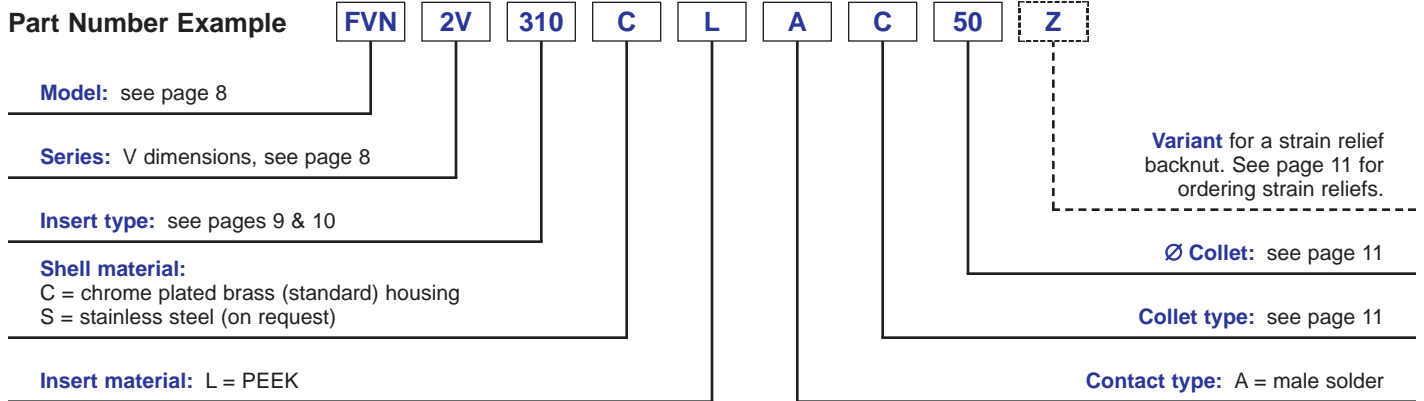 Part Number Example FVN 2V 310 C L A C 50 Z
Model: see page 8
Series: V dimensions, see page 8
Insert type: see pages 9 & 10
Shell material:
C = chrome plated brass (standard) housing
S = stainless steel (on request)
Insert material: L = PEEK
Variant for a strain relief
backnut. See page 11 for
ordering strain reliefs.
Ø Collet: see page 11
Collet type: see page 11
Contact type: A = male solder